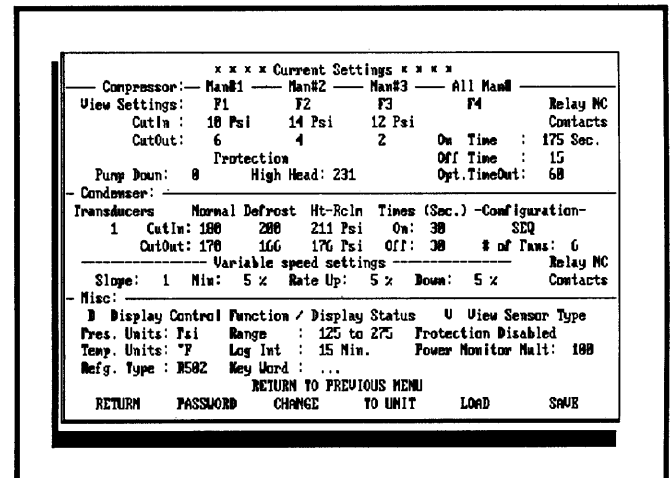 x x x x Current Settings x x x x
Compressor: Man#1 Man#2 Man#3 All Man#
View Settings: F1 F2 F3 F4 Relay NC
CutIn : 10 Psi 14 Psi 12 Psi Contacts
CutOut: 6 4 2 On Time : 175 Sec.
Protection Off Time : 15
Pump Down: 0 High Head: 231 Opt.TimeOut: 60
Condenser:
Transducers Normal Defrost Ht-Rclm Times (Sec.) -Configuration-
1 CutIn: 180 200 211 Psi On: 30 SEQ
CutOut: 170 166 176 Psi Off: 30 # of Fans: 6
Variable speed settings Relay NC
Slope: 1 Min: 5 % Rate Up: 5 % Down: 5 % Contacts
Misc:
D Display Control Function / Display Status V View Sensor Type
Pres. Units: Psi Range : 125 to 275 Protection Disabled
Temp. Units: °F Log Int : 15 Min. Power Monitor Mult: 100
Refg. Type : R502 Key Word : ...
RETURN TO PREVIOUS MENU
RETURN PASSWORD CHANGE TO UNIT LOAD SAVE